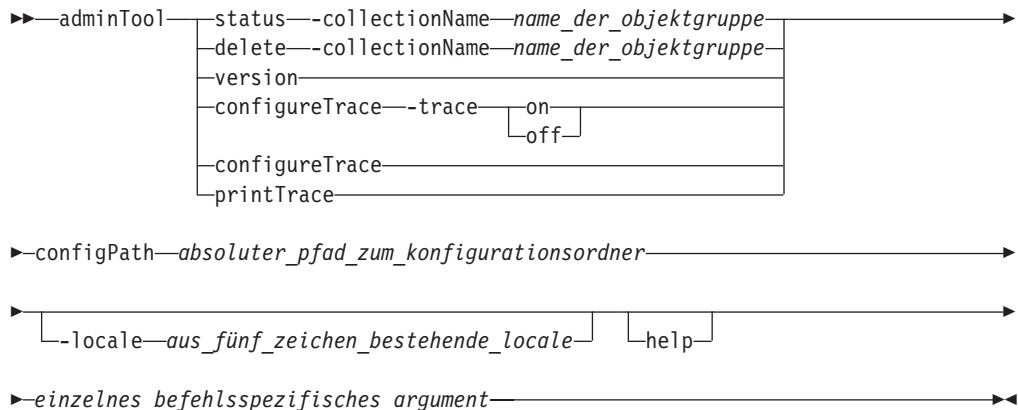 adminTool status -collectionName name_der_objektgruppe
delete -collectionName name_der_objektgruppe
version
configureTrace -trace on
off
configureTrace
printTrace
configPath absoluter_pfad_zum_konfigurationsordner
-locale aus_fünf_zeichen_bestehende_locale help
einzelnes befehlsspezifisches argument